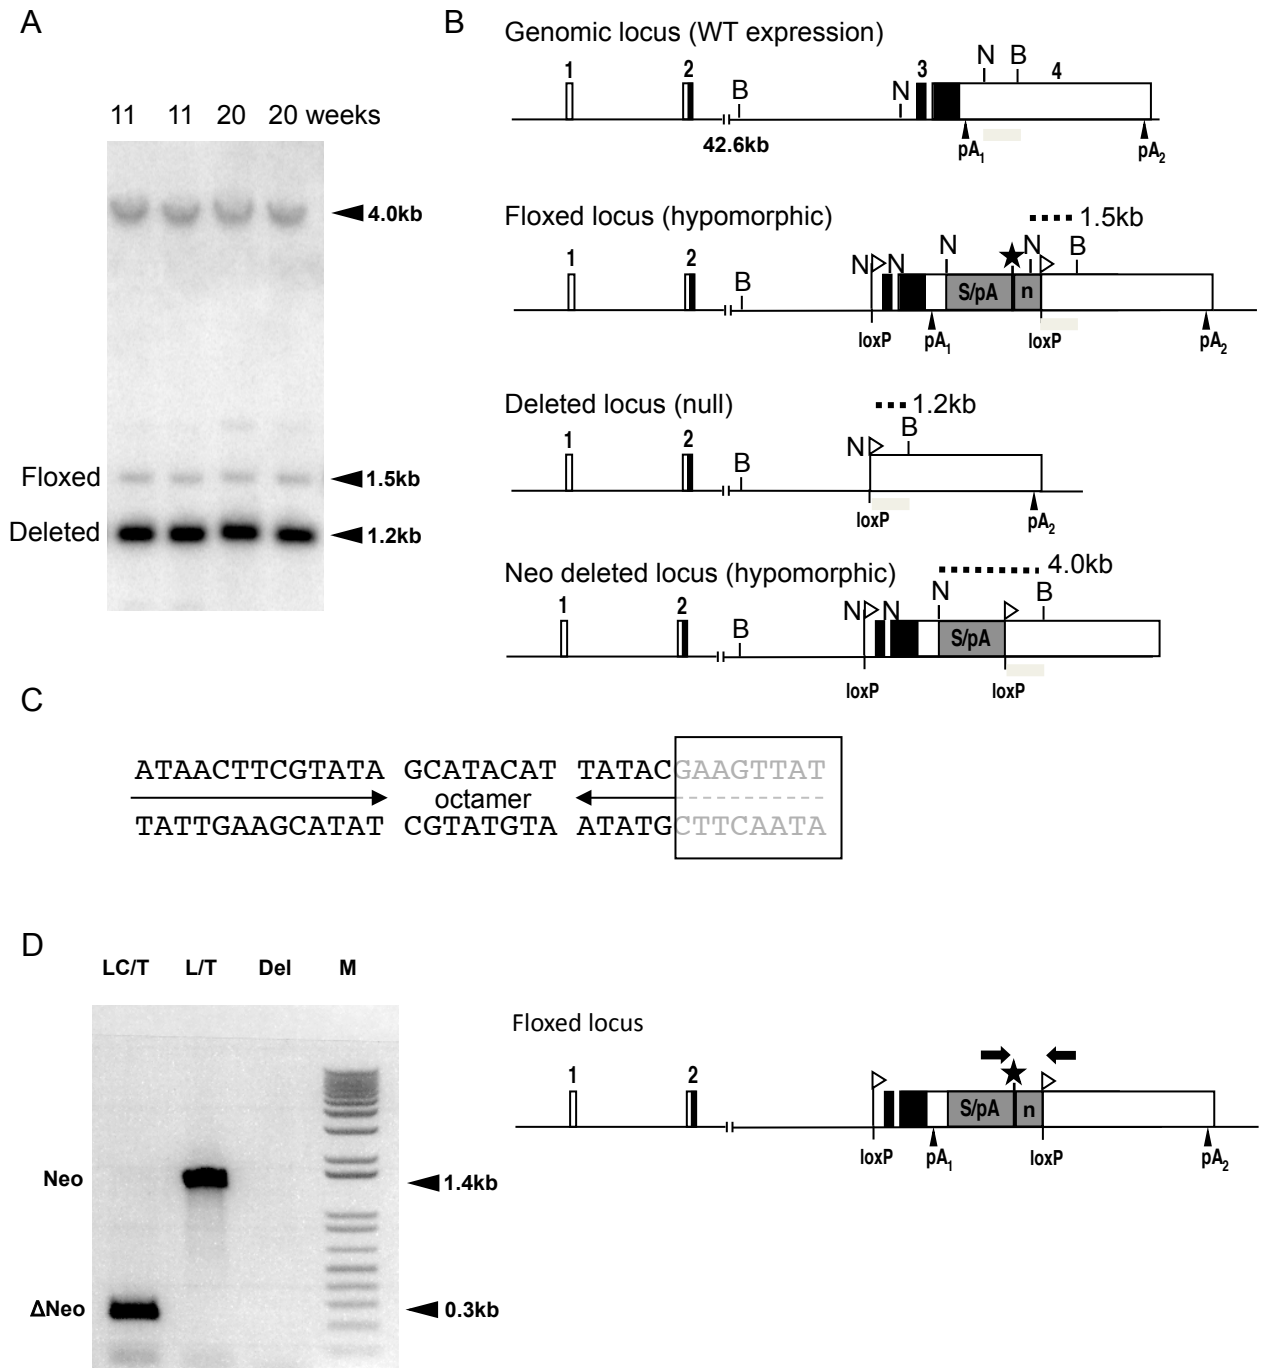 A
11 11 20 20 weeks
4.0kb
Floxed
1.5kb
Deleted
1.2kb
B
Genomic locus (WT expression)
1 2 B N 3 N B 4
42.6kb
pA1 pA2
Floxed locus (hypomorphic)
1.5kb
1 2 B N N N N B
S/pA n
loxP pA1 loxP pA2
Deleted locus (null)
1.2kb
1 2 B N B
loxP pA2
Neo deleted locus (hypomorphic)
4.0kb
1 2 B N N N B
S/pA
loxP loxP
C
ATAACTTCGTATA GCATACAT TATACGAAGTTAT
octamer
TATTGAAGCATAT CGTATGTA ATATGCTTCAATA
D
LC/T L/T Del M
Neo
1.4kb
ΔNeo
0.3kb
Floxed locus
1 2
S/pA n
loxP pA1 loxP pA2